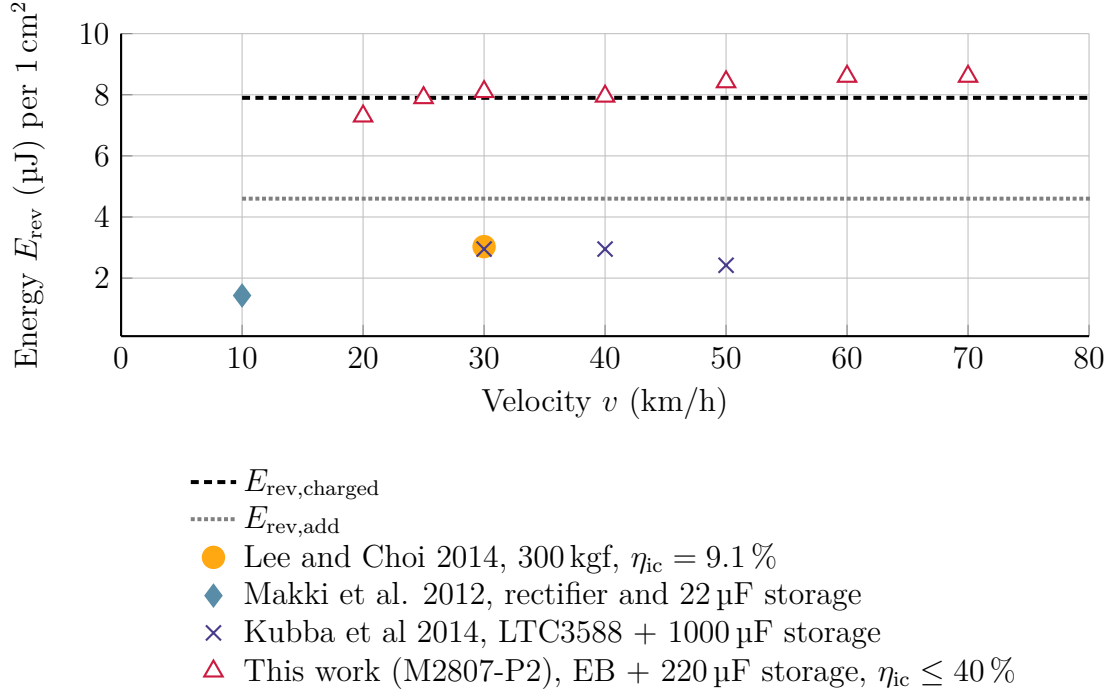 Energy E_rev (µJ) per 1 cm²
10
8
6
4
2
0 10 20 30 40 50 60 70 80
Velocity v (km/h)
E_rev,charged
E_rev,add
Lee and Choi 2014, 300 kgf, η_ic = 9.1 %
Makki et al. 2012, rectifier and 22 µF storage
Kubba et al 2014, LTC3588 + 1000 µF storage
This work (M2807-P2), EB + 220 µF storage, η_ic ≤ 40 %